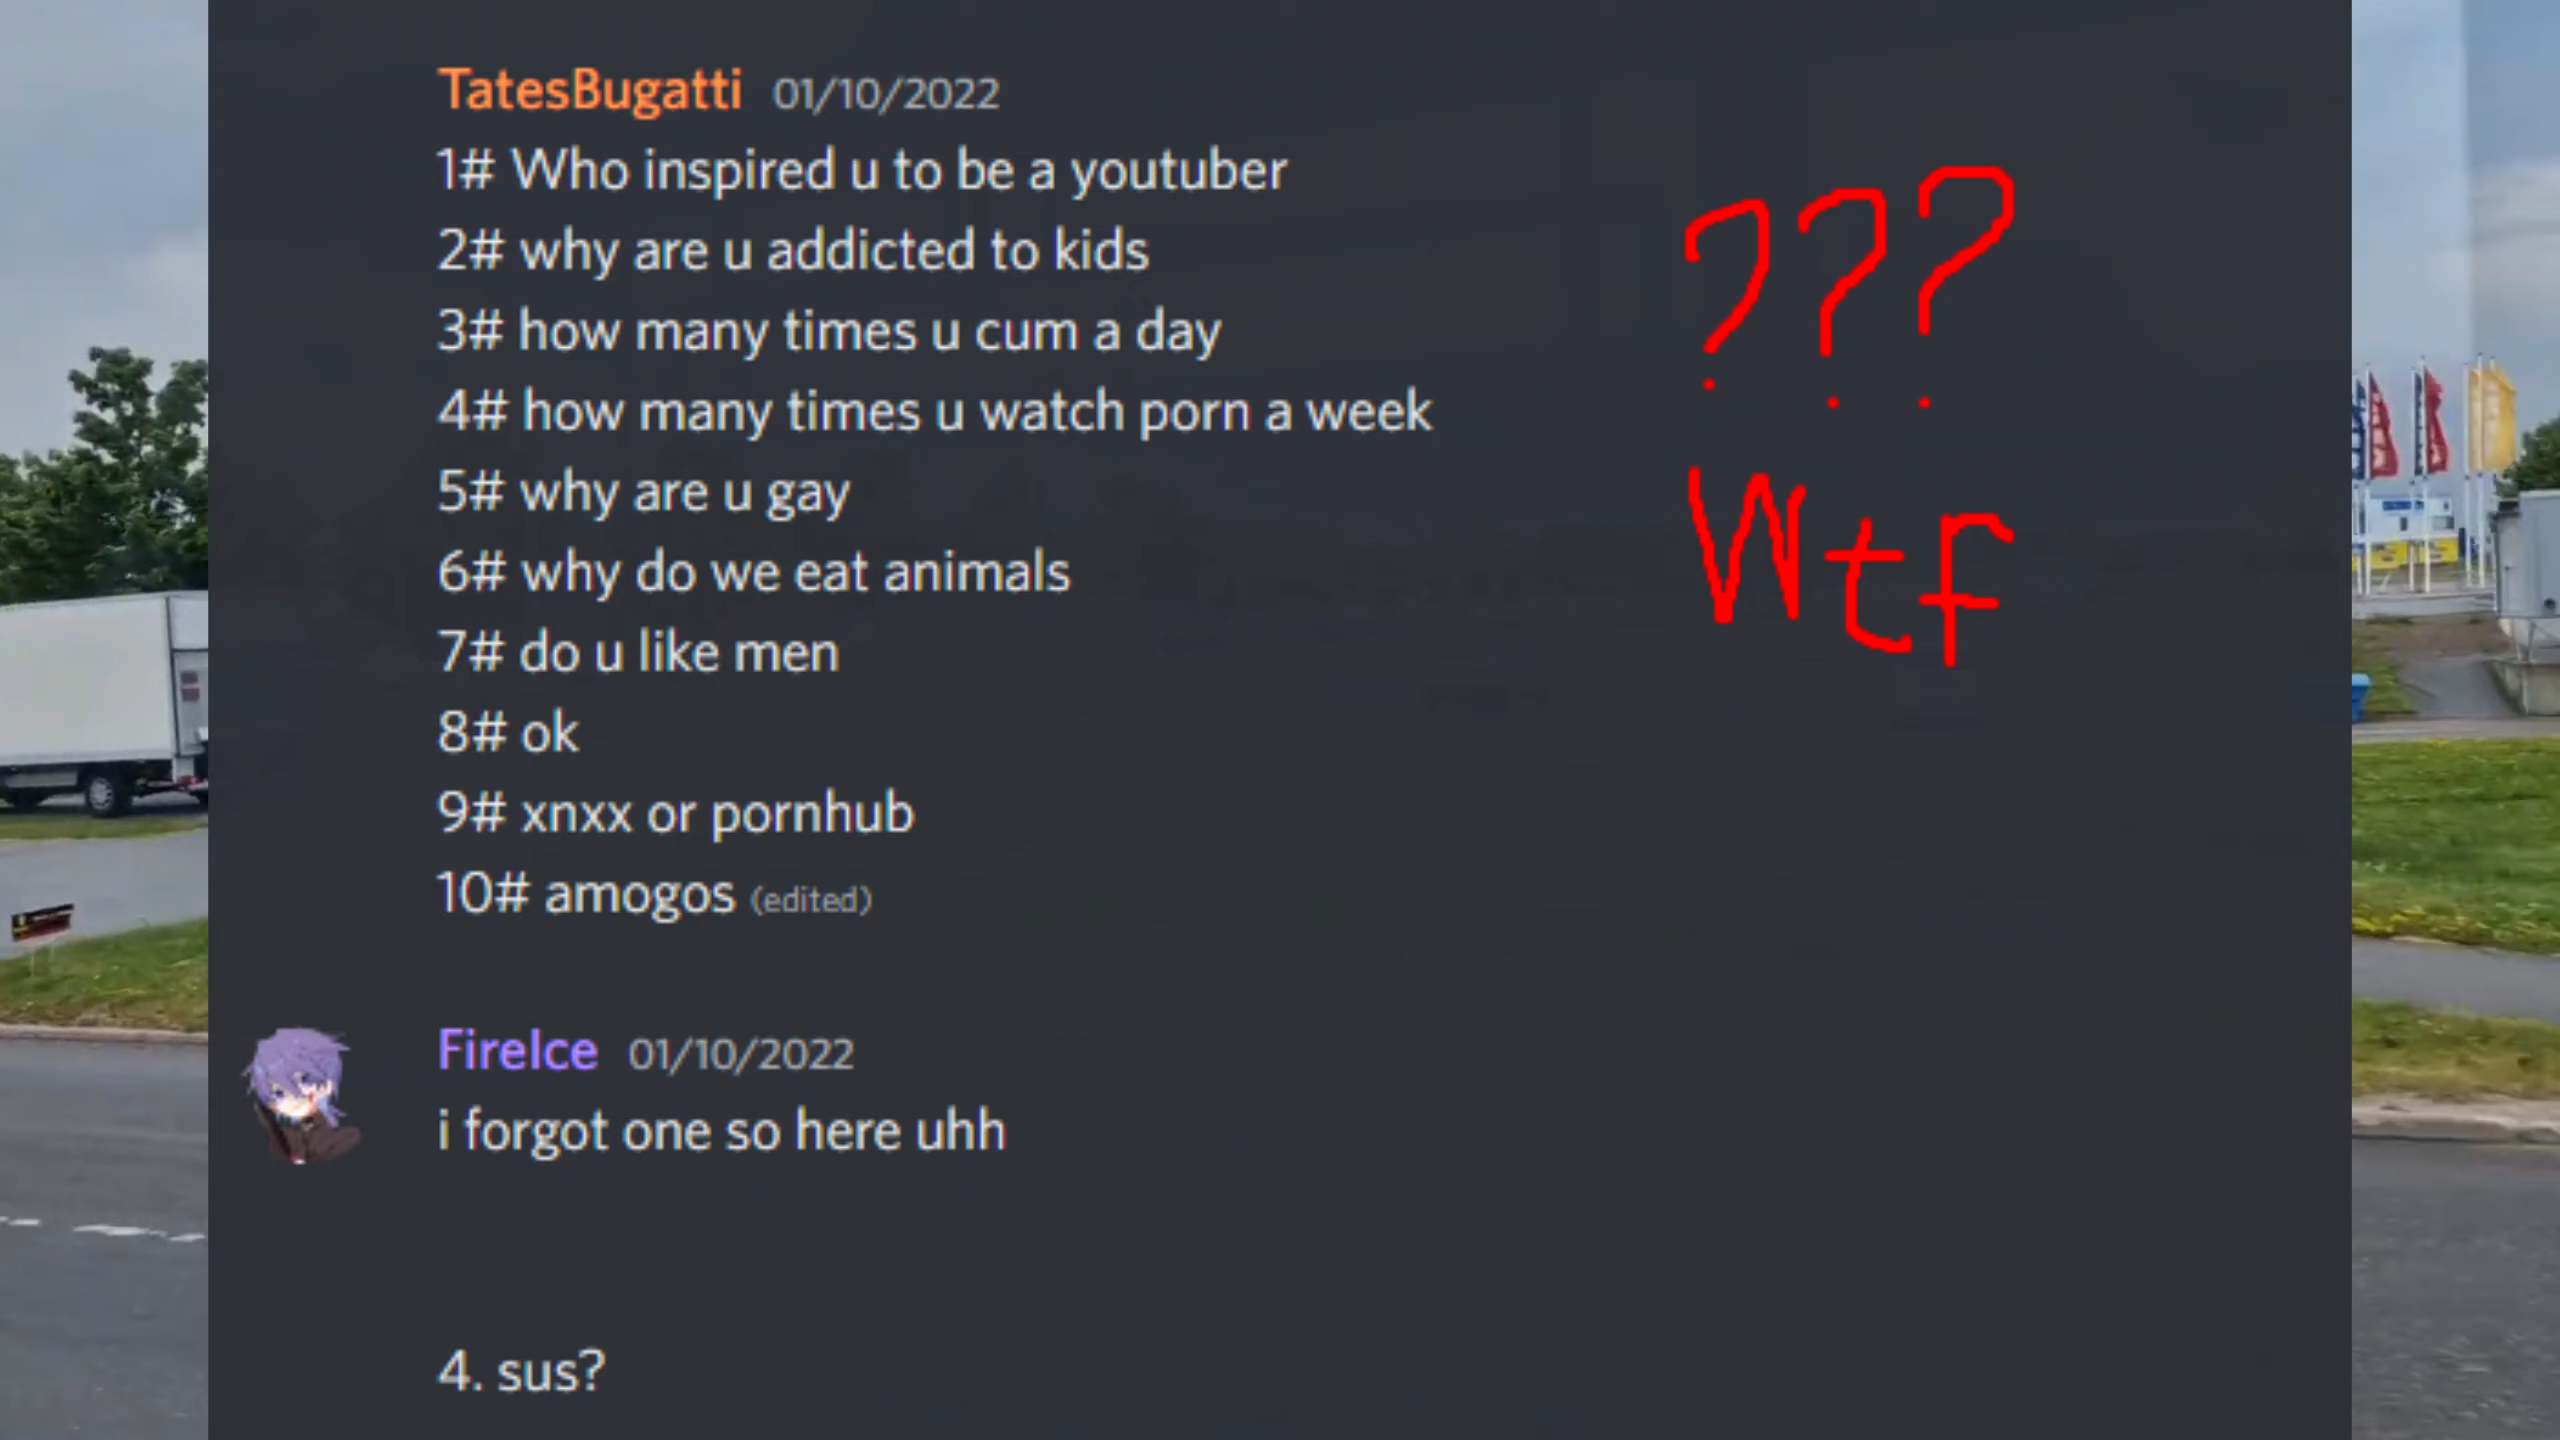 TatesBugatti 01/10/2022
1# Who inspired u to be a youtuber
2# why are u addicted to kids
3# how many times u cum a day
4# how many times u watch porn a week
5# why are u gay
6# why do we eat animals
7# do u like men
8# ok
9# xnxx or pornhub
10# amogos (edited)
???
Wtf
FireIce 01/10/2022
i forgot one so here uhh
4. sus?